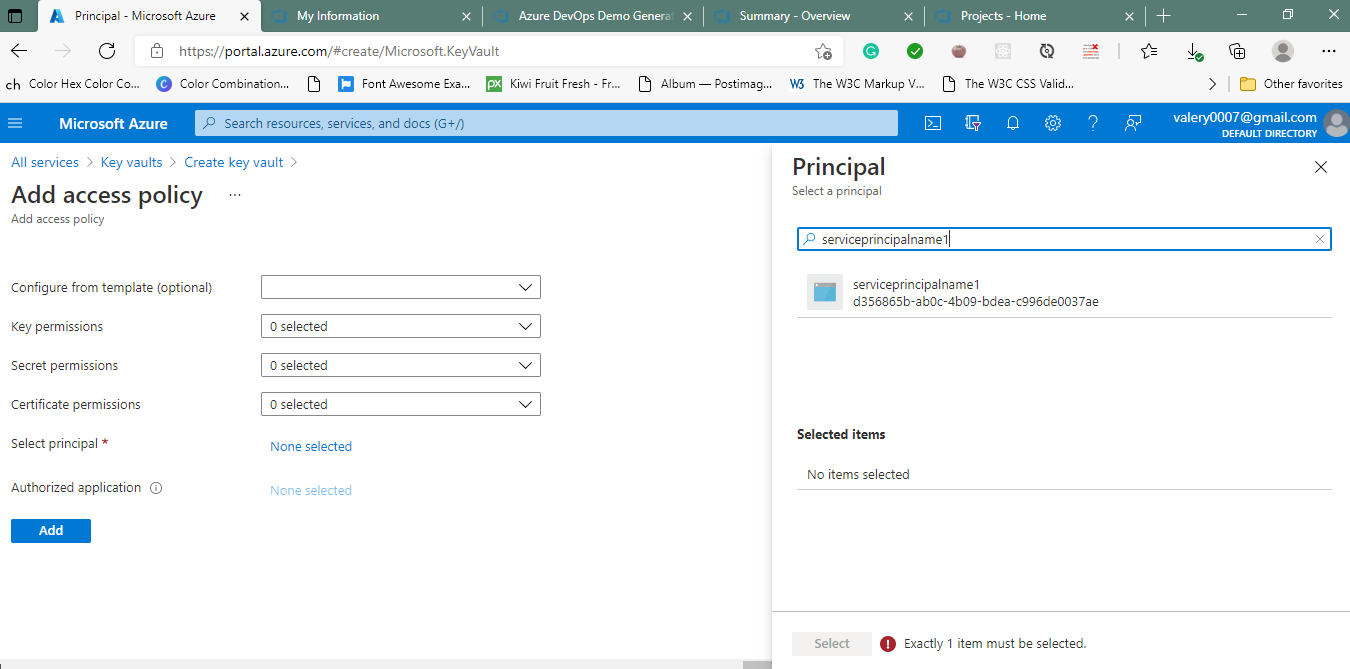 Principal - Microsoft Azure
My Information
Azure DevOps Demo Genera
Summary - Overview
Projects - Home
https://portal.azure.com/#create/Microsoft.KeyVault
ch Color Hex Color Co...
Color Combination...
Font Awesome Exa...
px Kiwi Fruit Fresh - Fr...
Album — Postimag...
W3 The W3C Markup V...
The W3C CSS Valid...
Other favorites
Microsoft Azure
Search resources, services, and docs (G+/)
valery0007@gmail.com
DEFAULT DIRECTORY
All services > Key vaults > Create key vault >
Add access policy ...
Add access policy
Configure from template (optional)
Key permissions
0 selected
Secret permissions
0 selected
Certificate permissions
0 selected
Select principal *
None selected
Authorized application
None selected
Add
Principal
Select a principal
serviceprincipalname1
serviceprincipalname1
d356865b-ab0c-4b09-bdea-c996de0037ae
Selected items
No items selected
Select
Exactly 1 item must be selected.